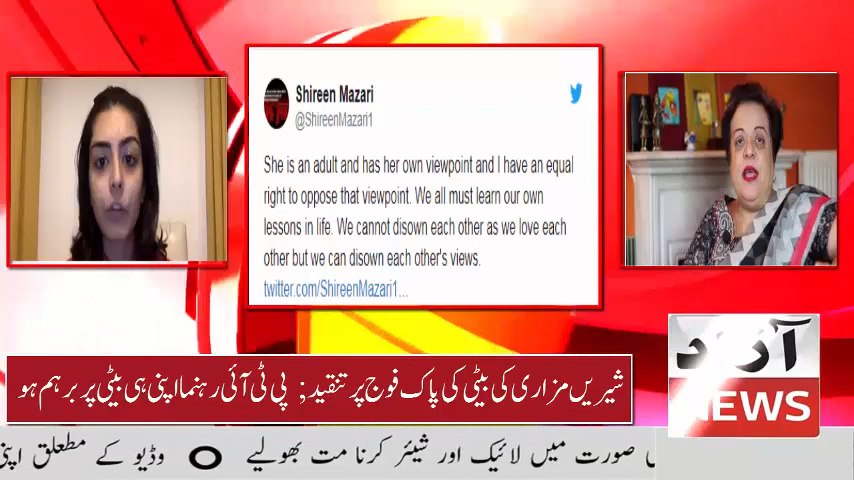 Shireen Mazari
@ShireenMazari1
She is an adult and has her own viewpoint and I have an equal
right to oppose that viewpoint. We all must learn our own
lessons in life. We cannot disown each other as we love each
other but we can disown each other's views.
twitter.com/ShireenMazari1...
شیریں مزاری کی بیٹی کی پاک فوج پر تنقید ; پی ٹی آئی رہنما اپنی ہی بیٹی پر برہم ہو
NEWS
صورت میں لائیک اور شیئر کرنا مت بھولیے O وڈیو کے مطعلق اپنی